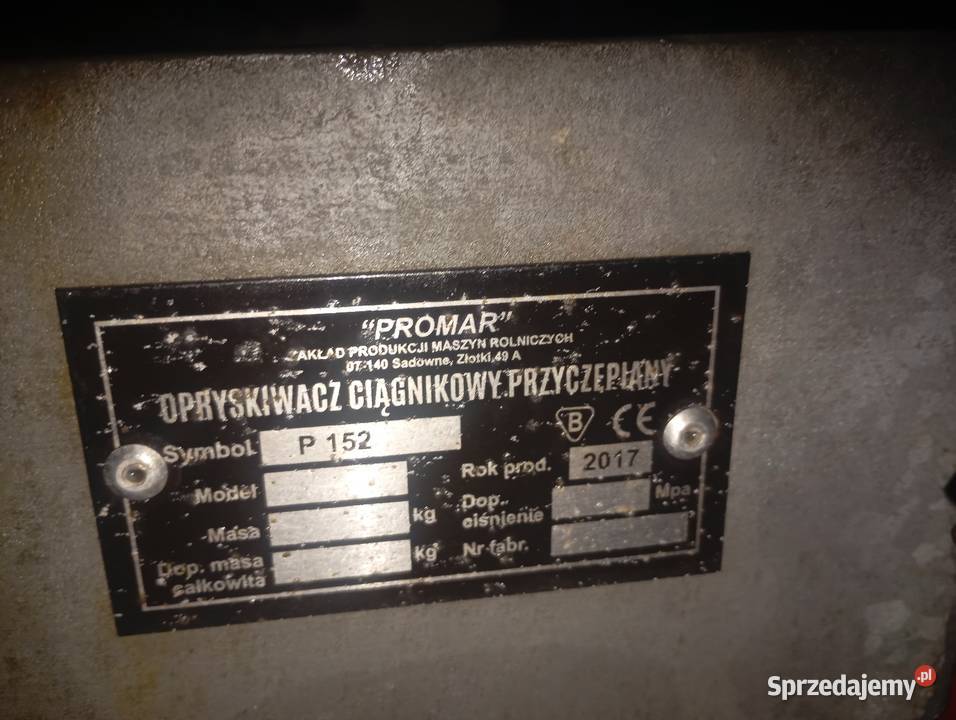 "PROMAR"
ZAKŁAD PRODUKCJI MASZYN ROLNICZYCH
07-140 Sadowne, Złotki 49 A
OPRYSKIWACZ CIĄGNIKOWY PRZYCZEPIANY
B CE
Symbol P 152
Rok prod. 2017
Model
Dop. ciśnienie Mpa
Masa kg
Nr fabr.
Dop. masa całkowita kg
Sprzedajemy.pl